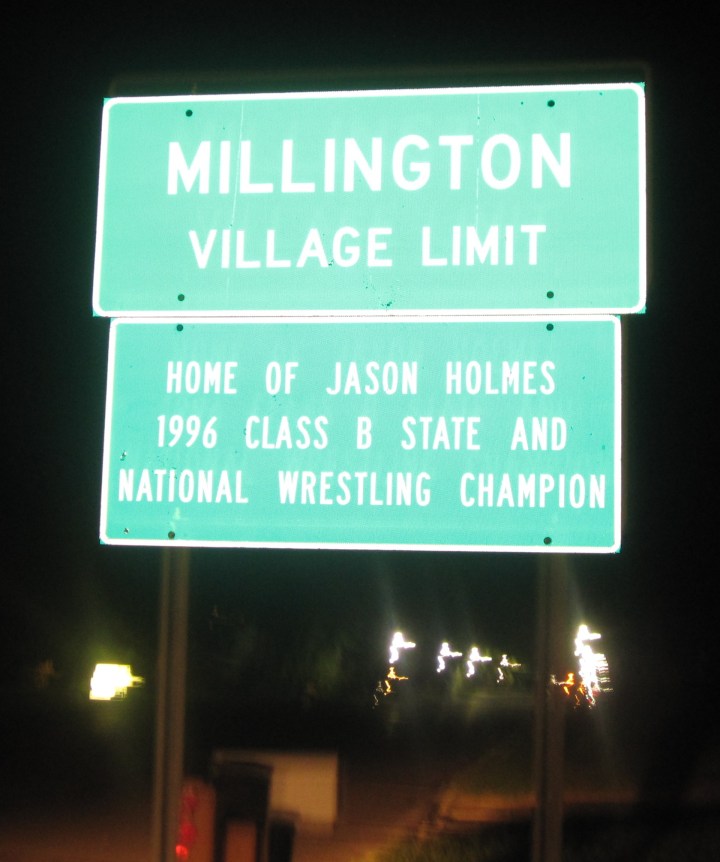 MILLINGTON
VILLAGE LIMIT
HOME OF JASON HOLMES
1996 CLASS B STATE AND
NATIONAL WRESTLING CHAMPION